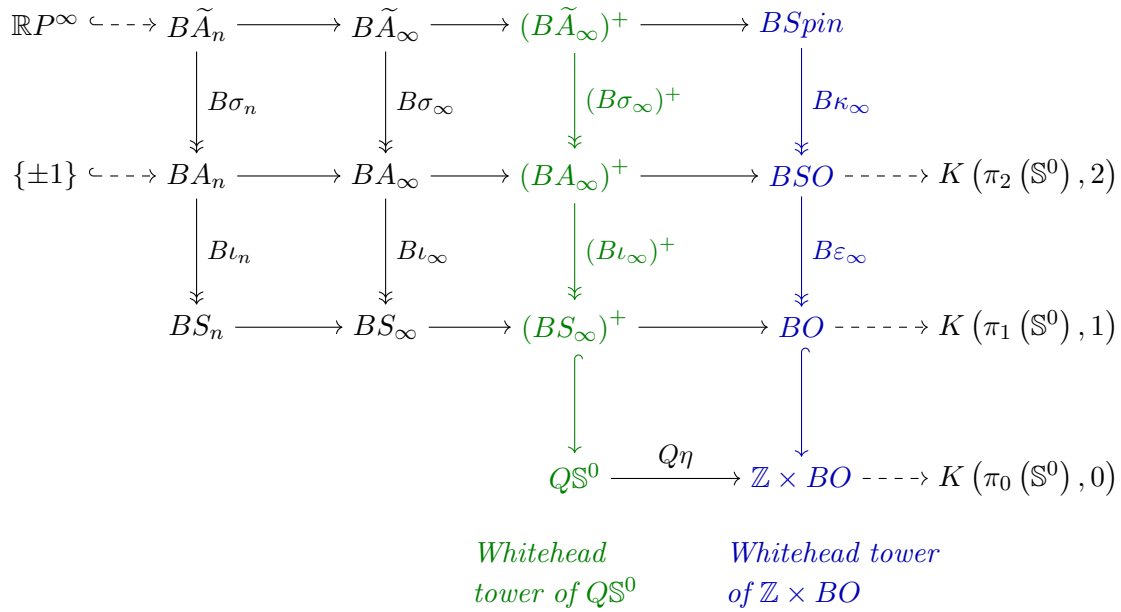 ℝP^∞ BÃ_n BÃ_∞ (BÃ_∞)^+ BSpin
Bσ_n Bσ_∞ (Bσ_∞)^+ Bκ_∞
{±1} BA_n BA_∞ (BA_∞)^+ BSO K(π_2(𝕊^0),2)
Bι_n Bι_∞ (Bι_∞)^+ Bε_∞
BS_n BS_∞ (BS_∞)^+ BO K(π_1(𝕊^0),1)
Qη
Q𝕊^0 ℤ × BO K(π_0(𝕊^0),0)
Whitehead
tower of Q𝕊^0
Whitehead tower
of ℤ × BO